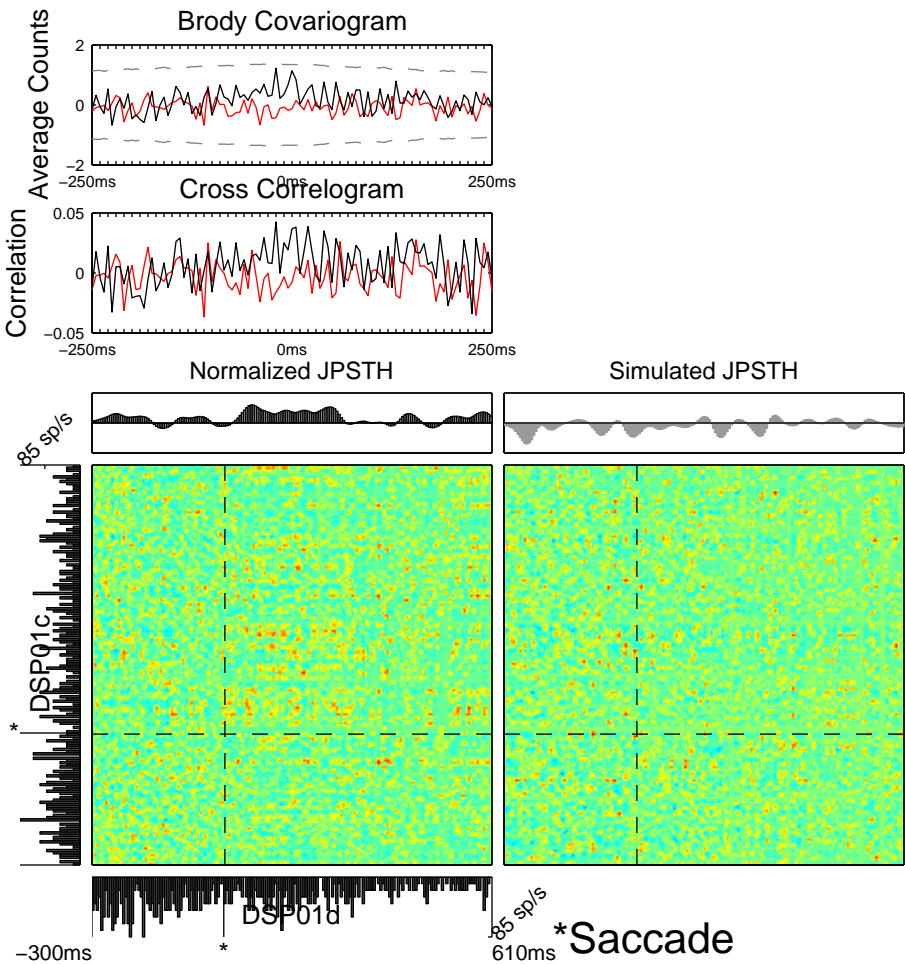 Brody Covariogram
Average Counts
2
0
−2
−250ms
0ms
250ms
Cross Correlogram
Correlation
0.05
0
−0.05
−250ms
0ms
250ms
Normalized JPSTH
Simulated JPSTH
85 sp/s
DSP01c
*
DSP01d
85 sp/s
−300ms
*
610ms
*Saccade